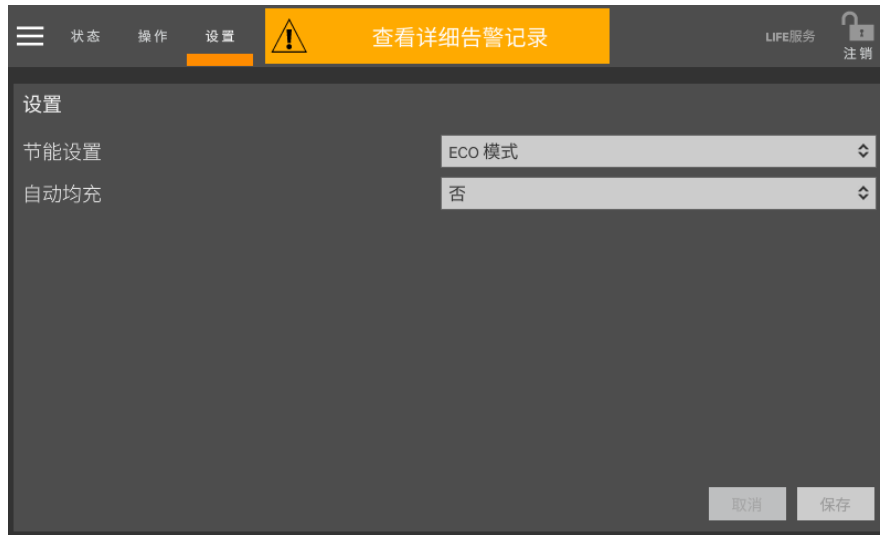 状态 操作 设置 查看详细告警记录 LIFE服务 注销
设置
节能设置 ECO 模式
自动均充 否
取消 保存